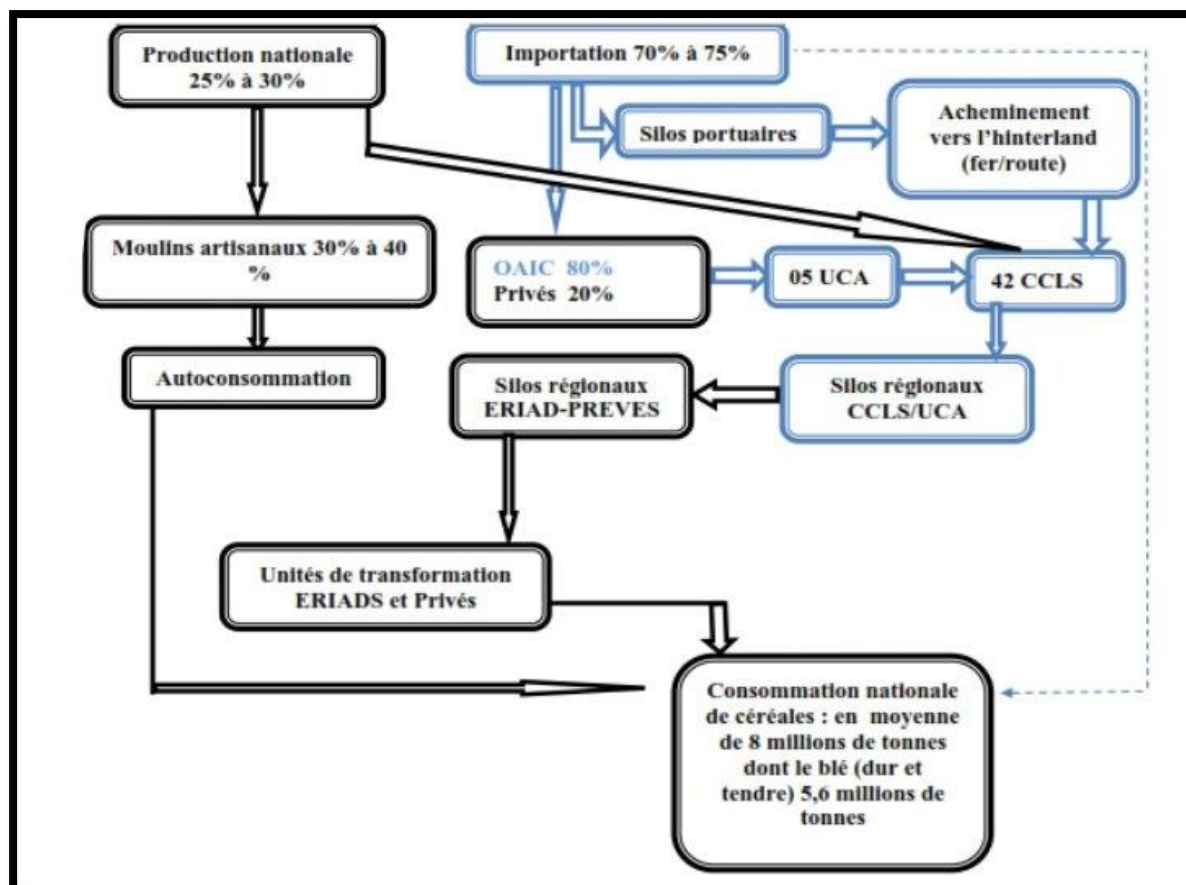 Production nationale
25% à 30%
Importation 70% à 75%
Silos portuaires
Acheminement
vers l'hinterland
(fer/route)
Moulins artisanaux 30% à 40
%
OAIC 80%
Privés 20%
05 UCA
42 CCLS
Autoconsommation
Silos régionaux
ERIAD-PREVES
Silos régionaux
CCLS/UCA
Unités de transformation
ERIADS et Privés
Consommation nationale
de céréales : en moyenne
de 8 millions de tonnes
dont le blé (dur et
tendre) 5,6 millions de
tonnes